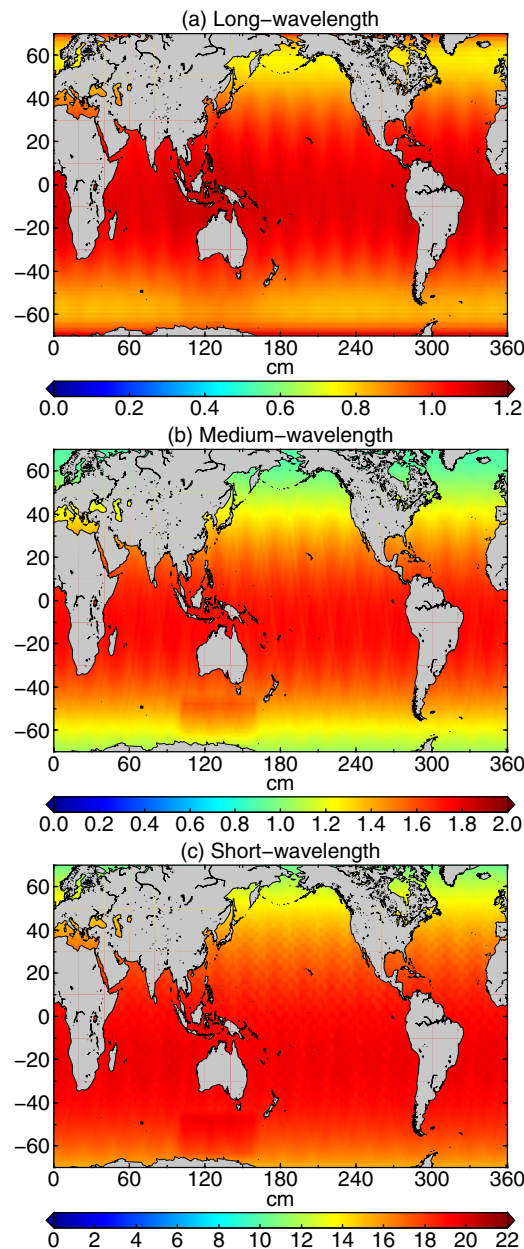 (a) Long−wavelength
60
40
20
0
−20
−40
−60
0 60 120 180 240 300 360
cm
0.0 0.2 0.4 0.6 0.8 1.0 1.2
(b) Medium−wavelength
60
40
20
0
−20
−40
−60
0 60 120 180 240 300 360
cm
0.0 0.2 0.4 0.6 0.8 1.0 1.2 1.4 1.6 1.8 2.0
(c) Short−wavelength
60
40
20
0
−20
−40
−60
0 60 120 180 240 300 360
cm
0 2 4 6 8 10 12 14 16 18 20 22